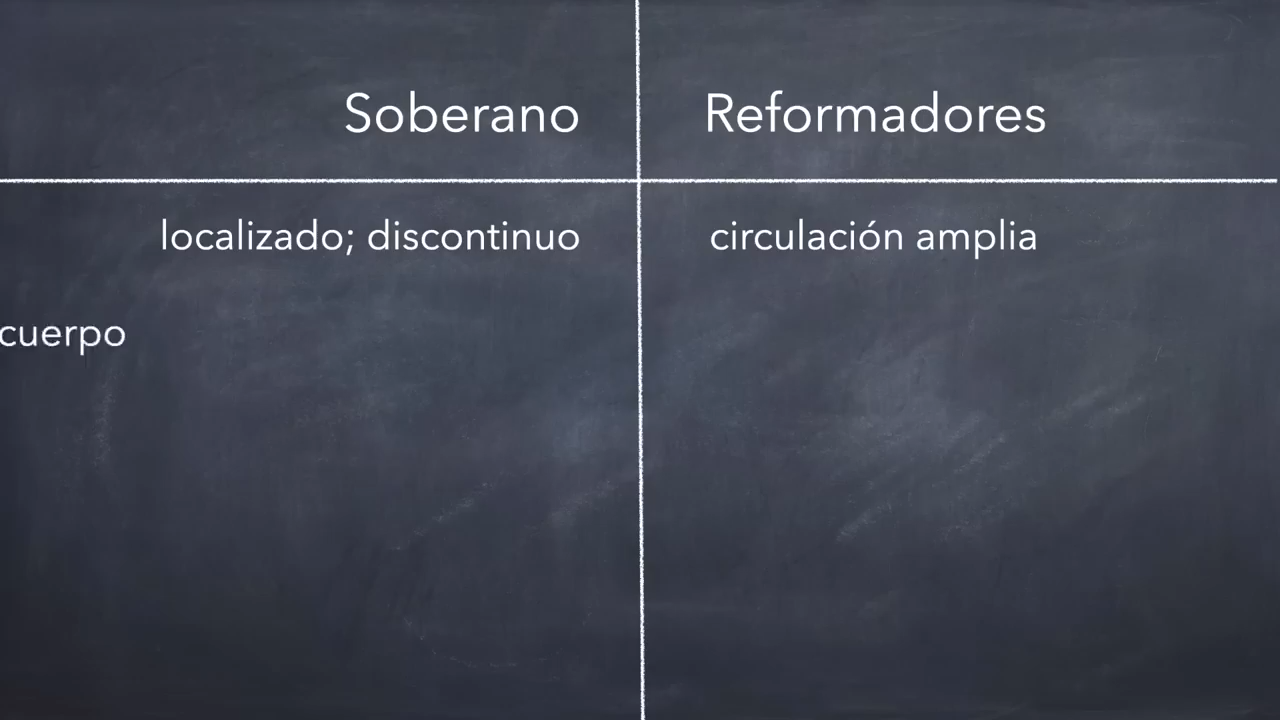 Soberano
Reformadores
localizado; discontinuo
circulación amplia
cuerpo